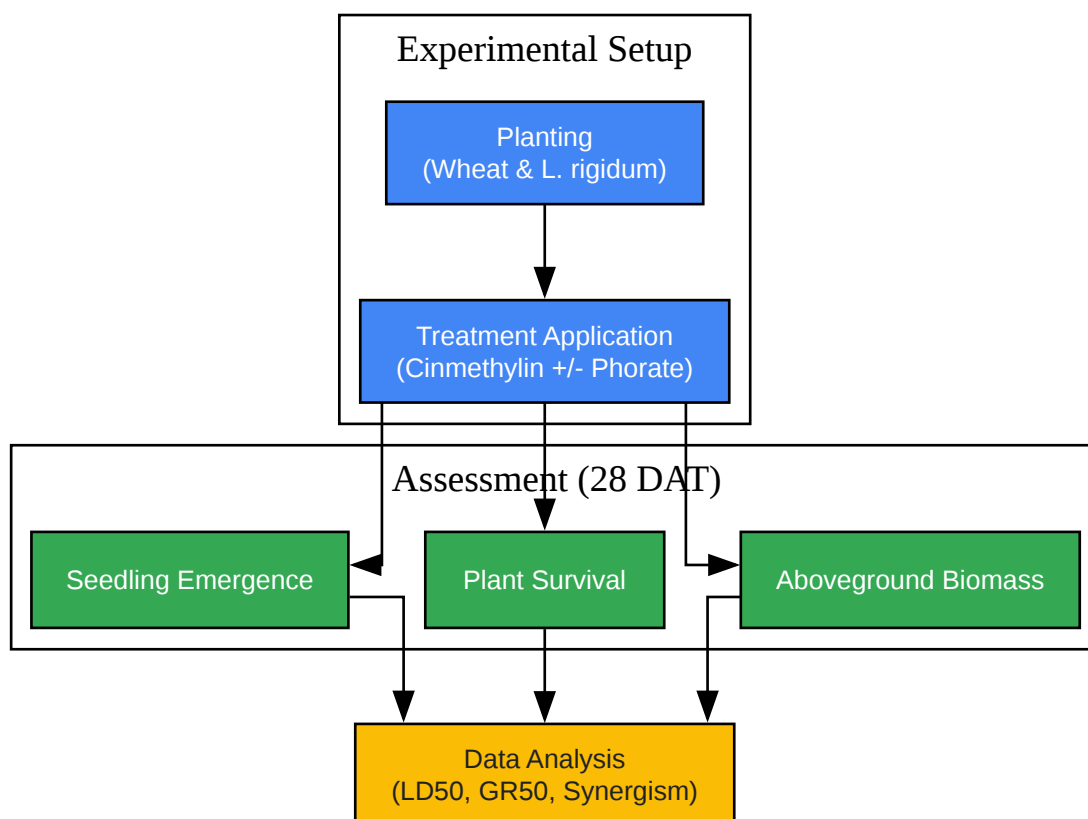 Experimental Setup
Planting
(Wheat & L. rigidum)
Treatment Application
(Cinmethylin +/- Phorate)
Assessment (28 DAT)
Seedling Emergence
Plant Survival
Aboveground Biomass
Data Analysis
(LD50, GR50, Synergism)